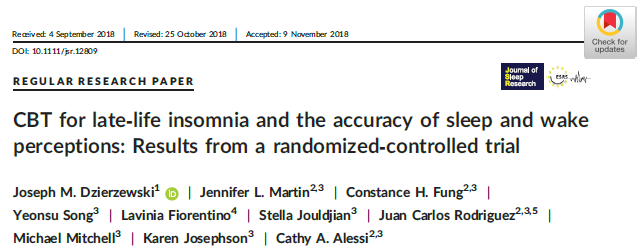 Received: 4 September 2018 | Revised: 25 October 2018 | Accepted: 9 November 2018
DOI: 10.1111/jsr.12809
Check for
updates
REGULAR RESEARCH PAPER
Journal of
Sleep
Research
ESRS
CBT for late-life insomnia and the accuracy of sleep and wake
perceptions: Results from a randomized-controlled trial
Joseph M. Dzierzewski¹ iD | Jennifer L. Martin²,³ | Constance H. Fung²,³ |
Yeonsu Song³ | Lavinia Fiorentino⁴ | Stella Jouldjian³ | Juan Carlos Rodriguez²,³,⁵ |
Michael Mitchell³ | Karen Josephson³ | Cathy A. Alessi²,³